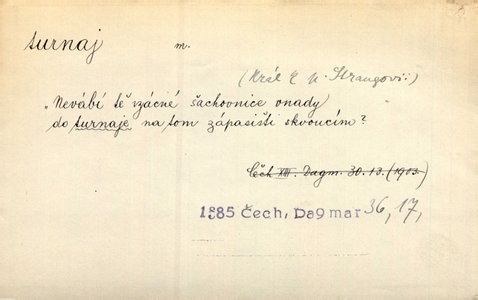 turnaj m.
(Král E u. Strangovi:)
„Nevábí tě vzácné šachovnice vnady
do turnaje na tom zápasišti skvoucím?
Čech XIII. Dagm. 30. 13. (1903.)
1885 Čech, Dagmar 36, 17,